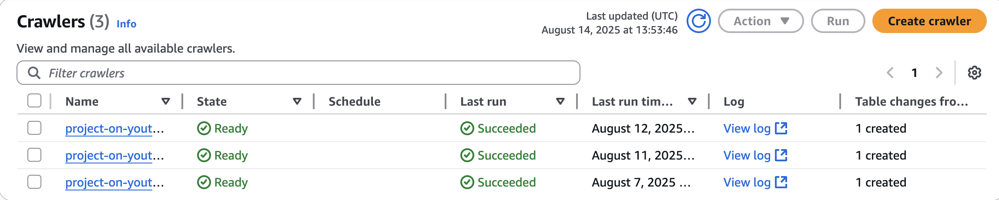 Crawlers (3) Info
Last updated (UTC)
August 14, 2025 at 13:53:46
Action
Run
Create crawler
View and manage all available crawlers.
Filter crawlers
1
Name State Schedule Last run Last run tim... Log Table changes fro...
project-on-yout... Ready Succeeded August 12, 2025... View log 1 created
project-on-yout... Ready Succeeded August 11, 2025... View log 1 created
project-on-yout... Ready Succeeded August 7, 2025 ... View log 1 created